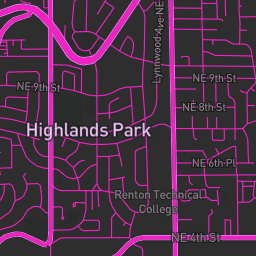 Lynnwood Ave NE
NE 9th St
NE 9th St
NE 8th St
Highlands Park
NE 6th Pl
Renton Technical
College
NE 4th St